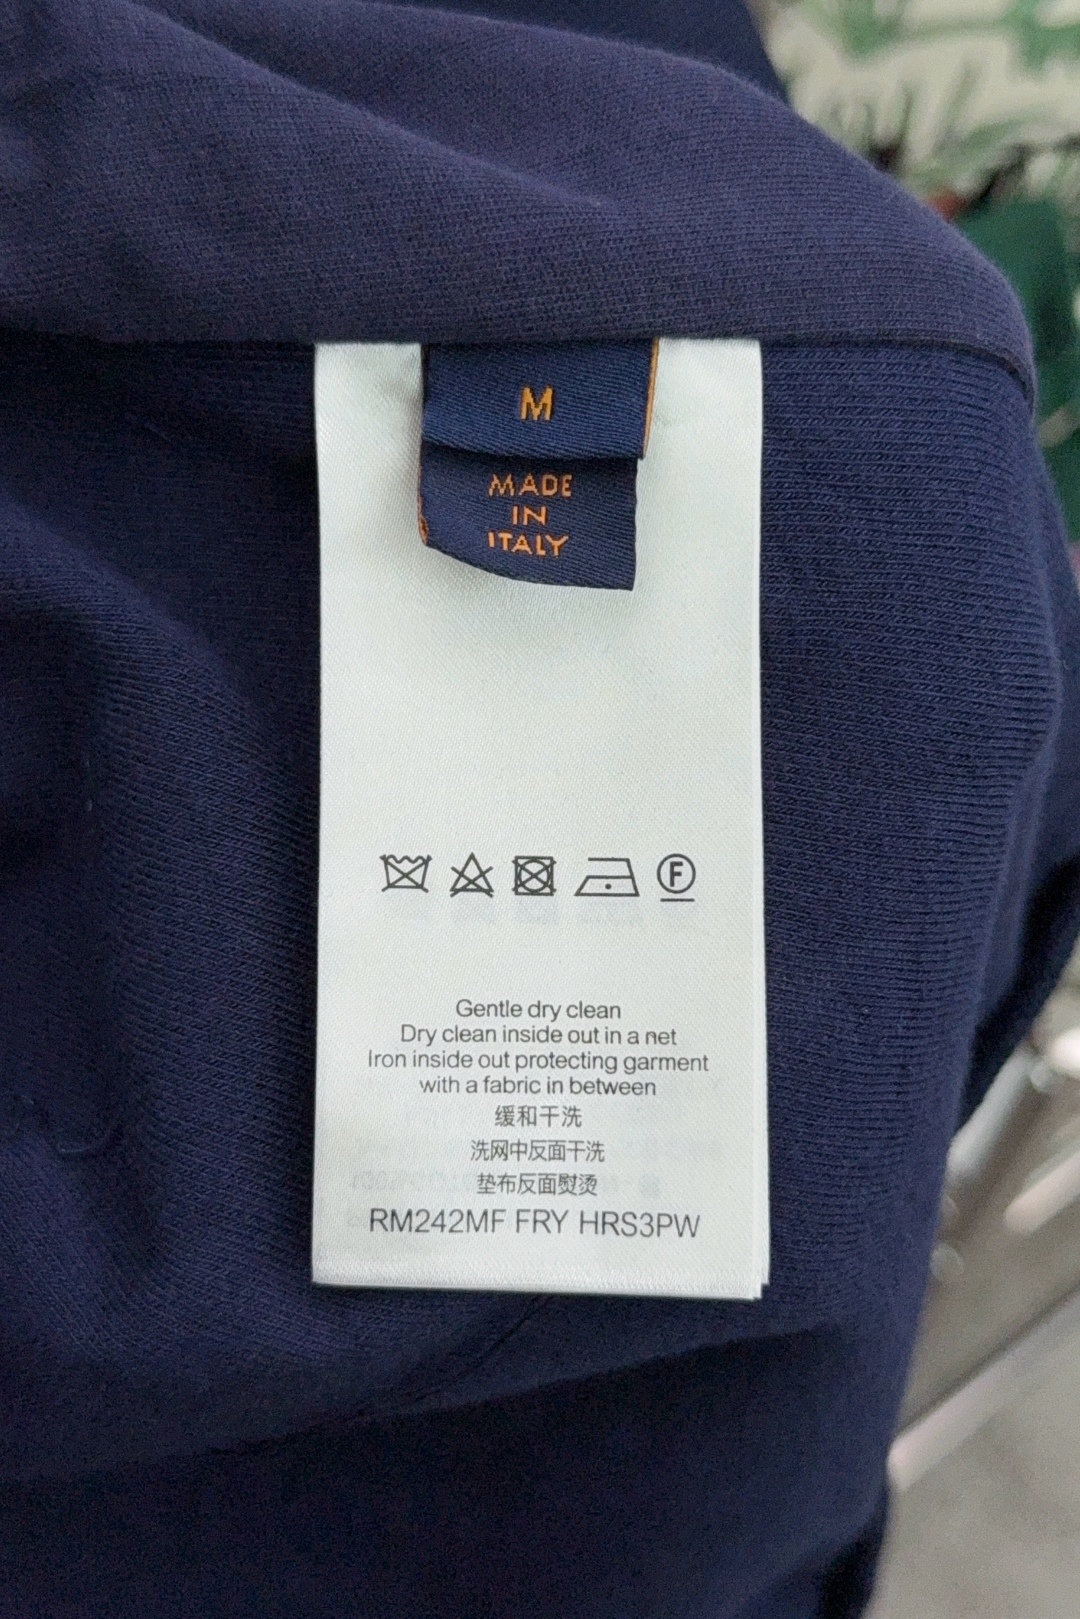 M
MADE
IN
ITALY
F
Gentle dry clean
Dry clean inside out in a net
Iron inside out protecting garment
with a fabric in between
缓和干洗
洗网中反面干洗
垫布反面熨烫
RM242MF FRY HRS3PW